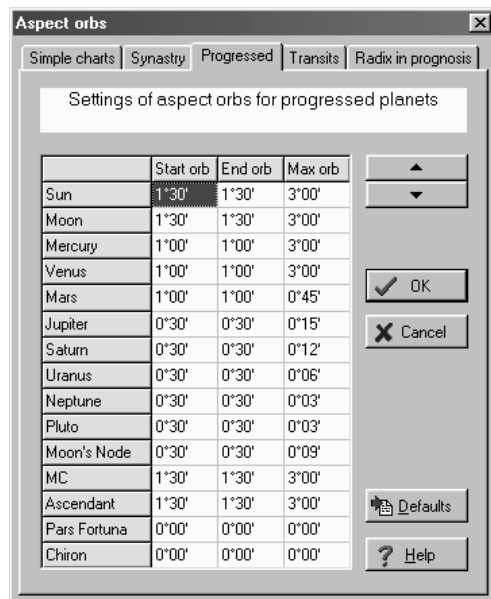 Aspect orbs
Simple charts Synastry Progressed Transits Radix in prognosis
Settings of aspect orbs for progressed planets
Start orb End orb Max orb
Sun 1°30' 1°30' 3°00'
Moon 1°30' 1°30' 3°00'
Mercury 1°00' 1°00' 3°00'
Venus 1°00' 1°00' 3°00'
Mars 1°00' 1°00' 0°45'
Jupiter 0°30' 0°30' 0°15'
Saturn 0°30' 0°30' 0°12'
Uranus 0°30' 0°30' 0°06'
Neptune 0°30' 0°30' 0°03'
Pluto 0°30' 0°30' 0°03'
Moon's Node 0°30' 0°30' 0°09'
MC 1°30' 1°30' 3°00'
Ascendant 1°30' 1°30' 3°00'
Pars Fortuna 0°00' 0°00' 0°00'
Chiron 0°00' 0°00' 0°00'
OK
Cancel
Defaults
? Help